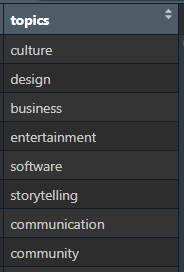 topics
culture
design
business
entertainment
software
storytelling
communication
community